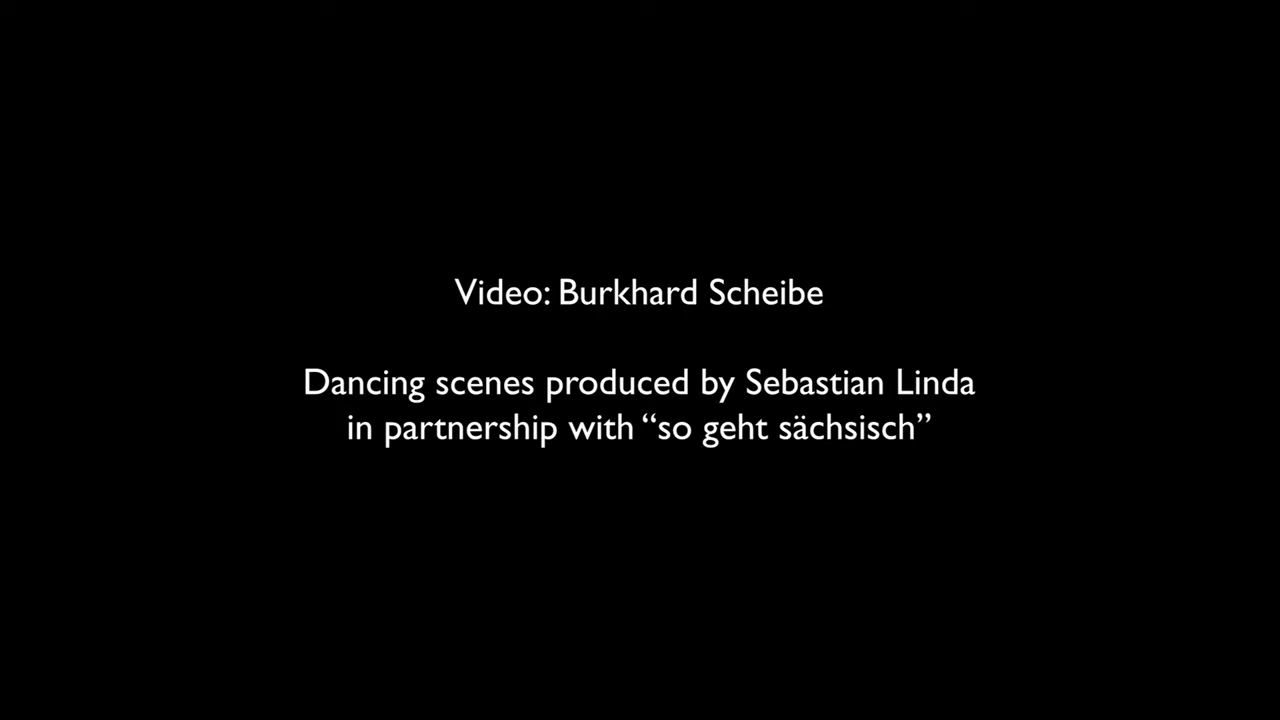 Video: Burkhard Scheibe
Dancing scenes produced by Sebastian Linda
in partnership with “so geht sächsisch”